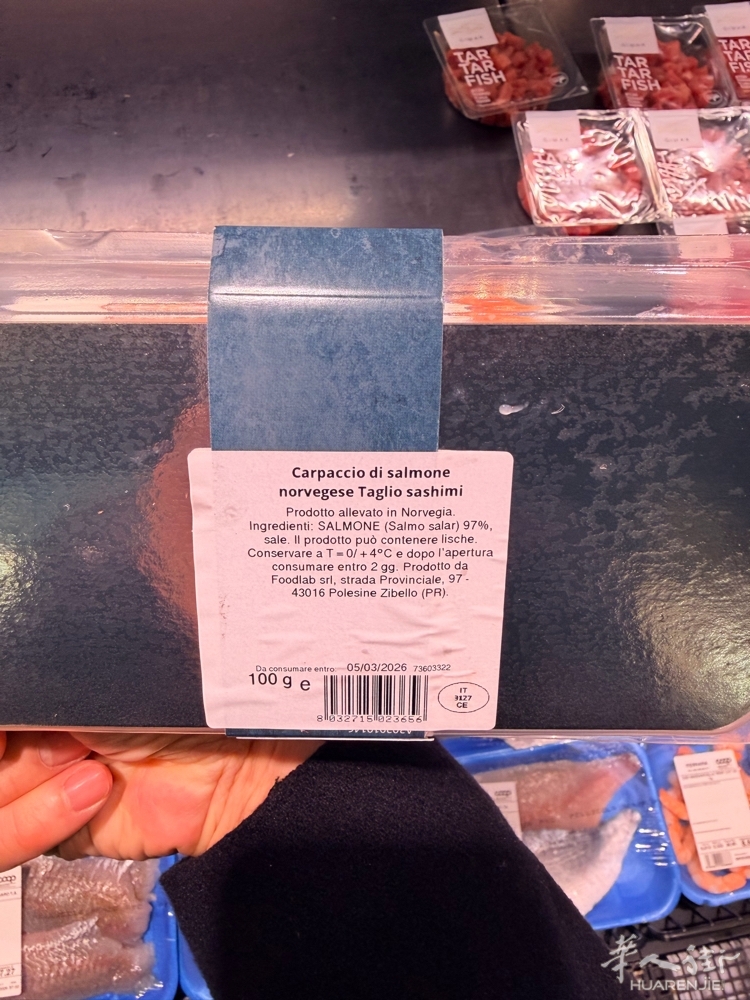 TAR
TAR
FISH
TAR
TAR
FISH
Carpaccio di salmone
norvegese Taglio sashimi
Prodotto allevato in Norvegia.
Ingredienti: SALMONE (Salmo salar) 97%,
sale. Il prodotto può contenere lische.
Conservare a T = 0/ + 4°C e dopo l'apertura
consumare entro 2 gg. Prodotto da
Foodlab srl, strada Provinciale, 97 -
43016 Polesine Zibello (PR).
Da consumare entro: 05/03/2026 73603322
100 g e
8 032715 023656
IT
3127
CE
coop
华人街
HUARENJIE